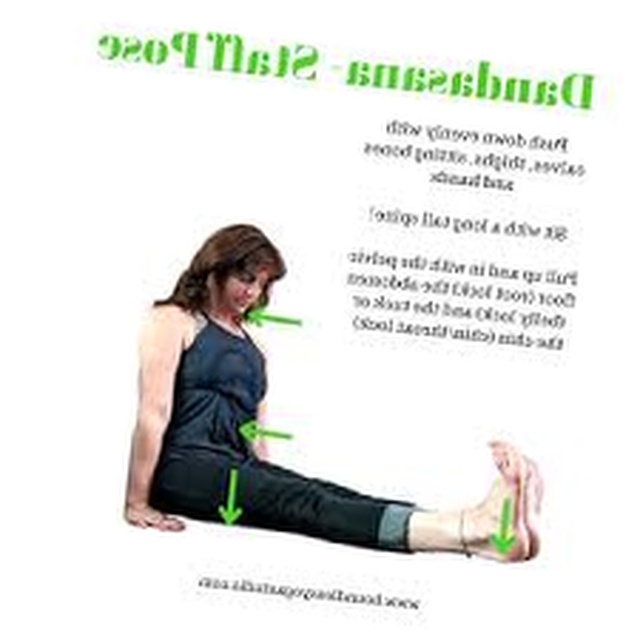 Dandasana - Staff Pose
Push down evenly with
calves, thighs, sitting bones
and hands
Sit with a long tall spine!
Pull up and in with the pelvic
floor (root lock) the abdomen
(belly lock) and the tuck of
the chin (chin/throat lock)